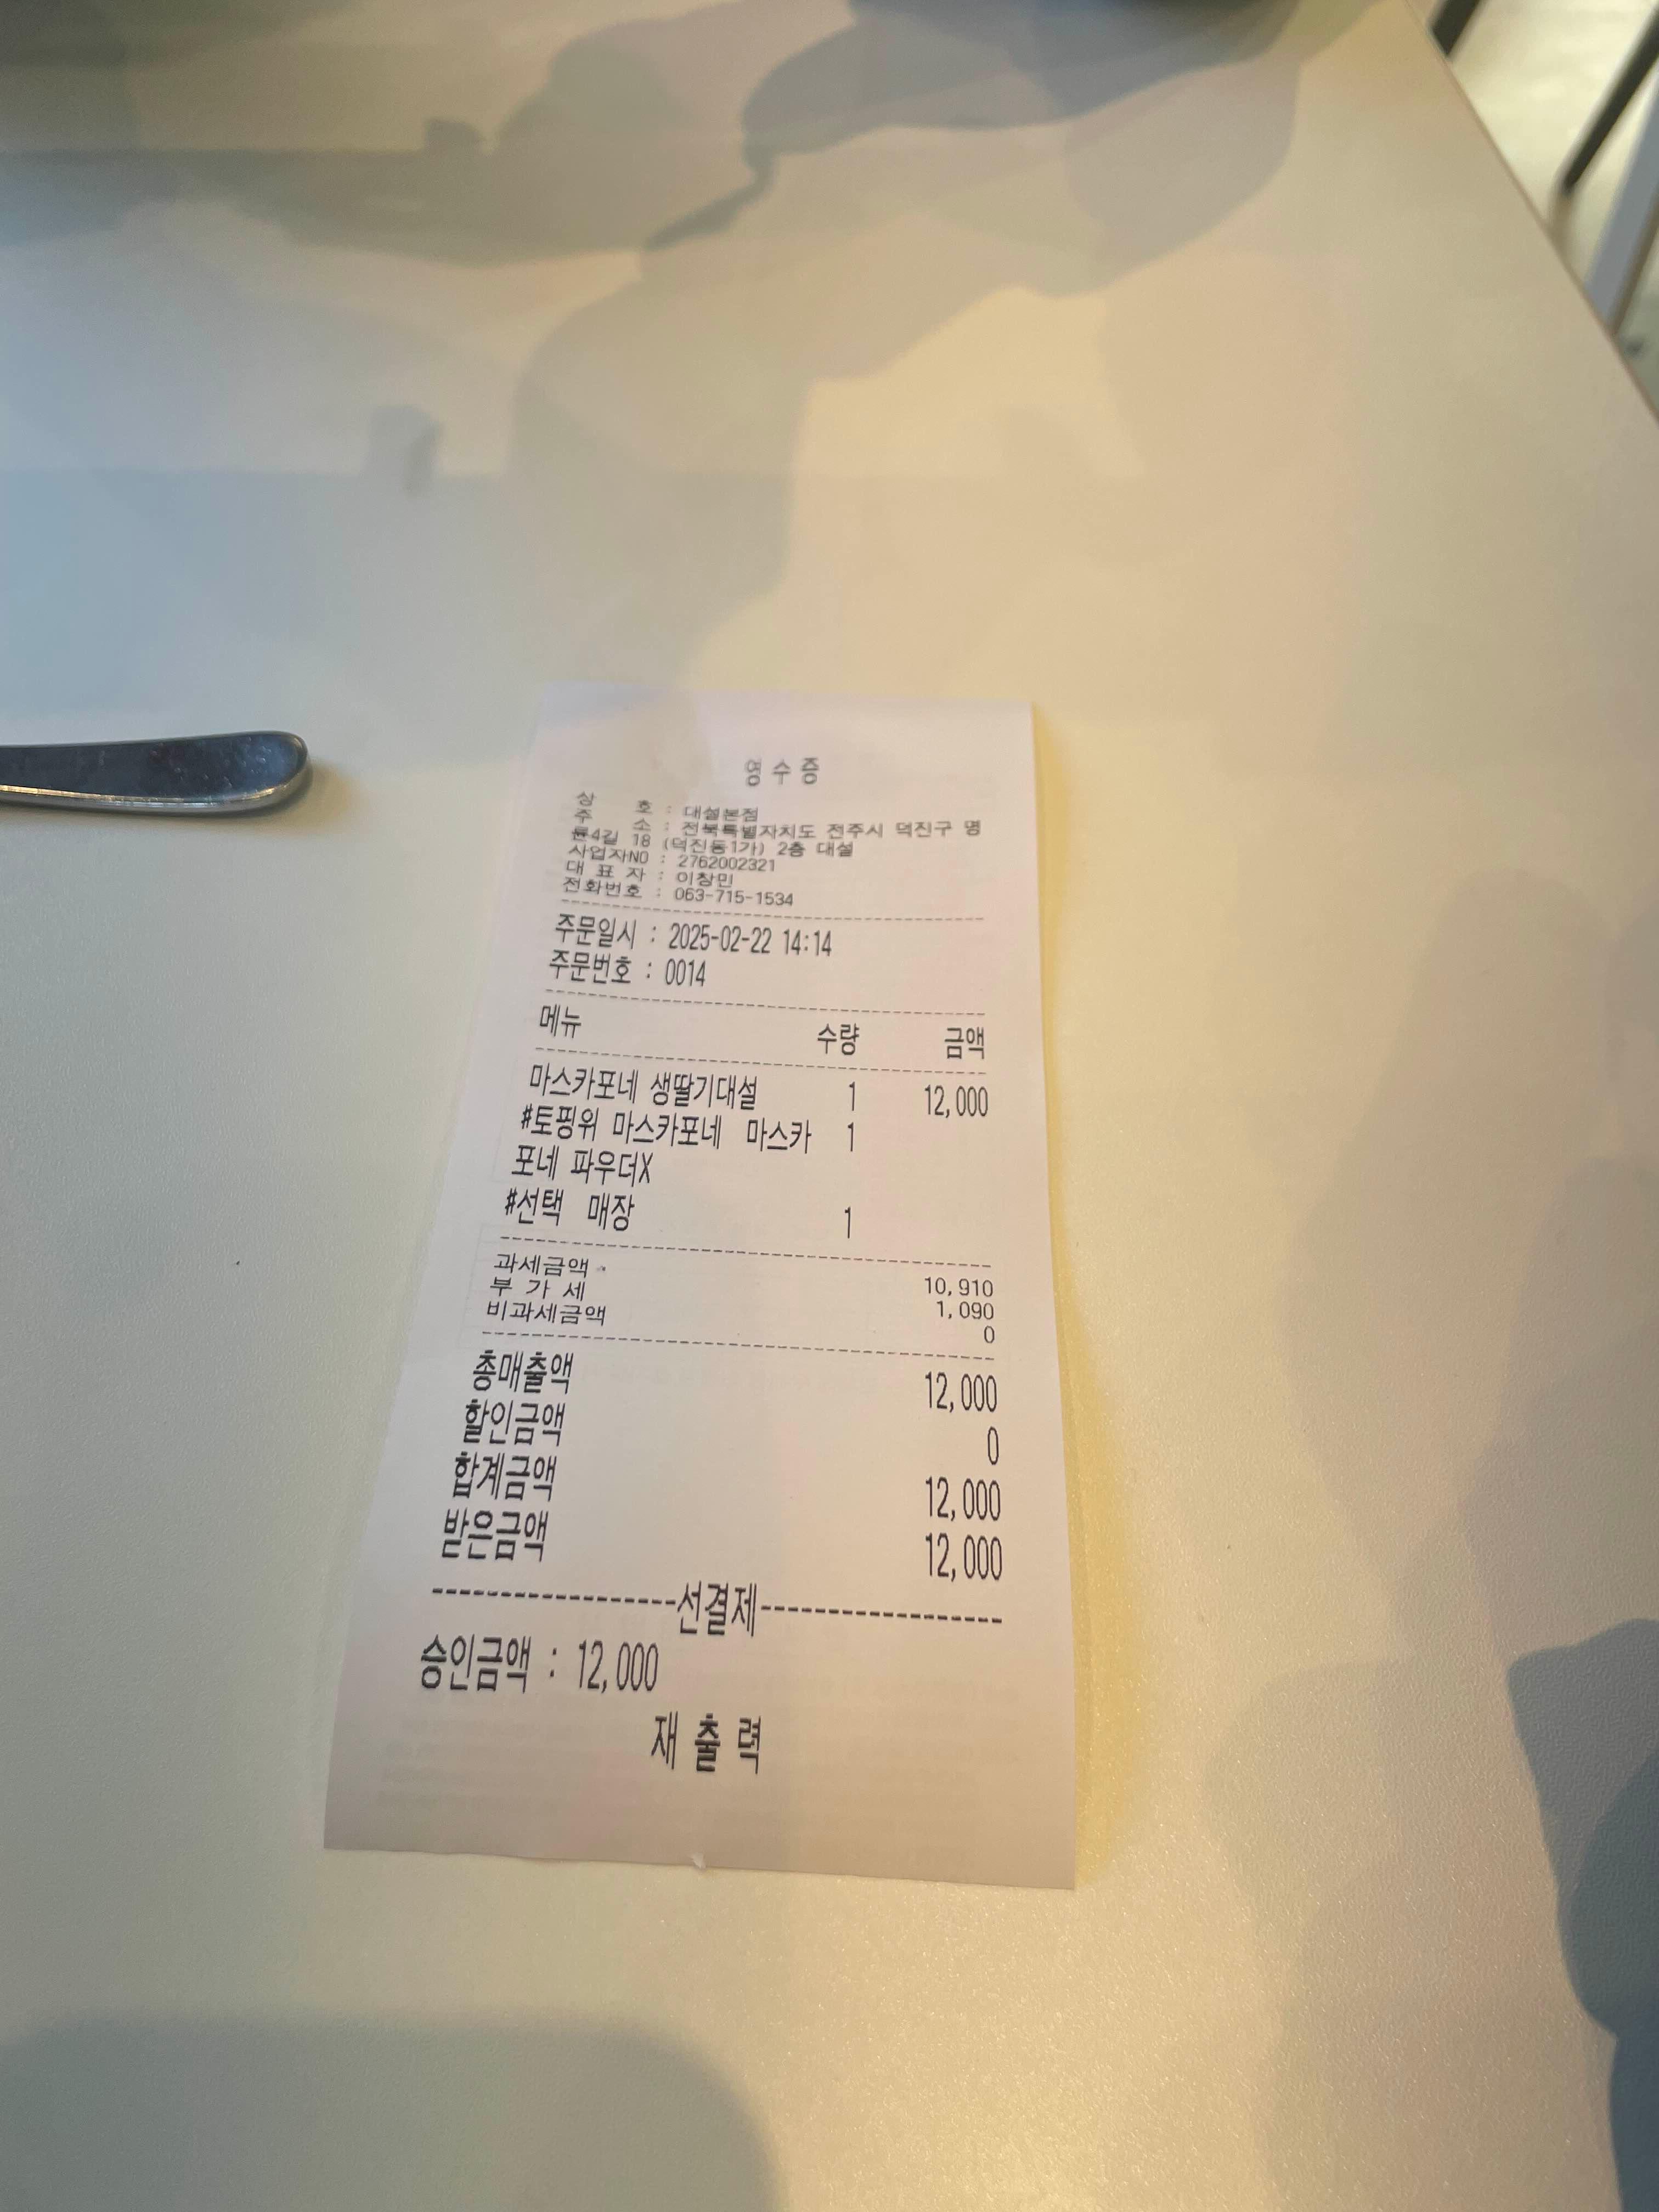 영 수 증
상 호 : 대설본점
주 소 : 전북특별자치도 전주시 덕진구 명
륜4길 18 (덕진동1가) 2층 대설
사업자NO : 2762002321
대 표 자 : 이창민
전화번호 : 063-715-1534
주문일시 : 2025-02-22 14:14
주문번호 : 0014
메뉴 수량 금액
마스카포네 생딸기대설 1 12,000
#토핑위 마스카포네 마스카 1
포네 파우더X
#선택 매장 1
과세금액 10,910
부 가 세 1,090
비과세금액 0
총매출액 12,000
할인금액 0
합계금액 12,000
받은금액 12,000
------------------선결제------------------
승인금액 : 12,000
재 출 력